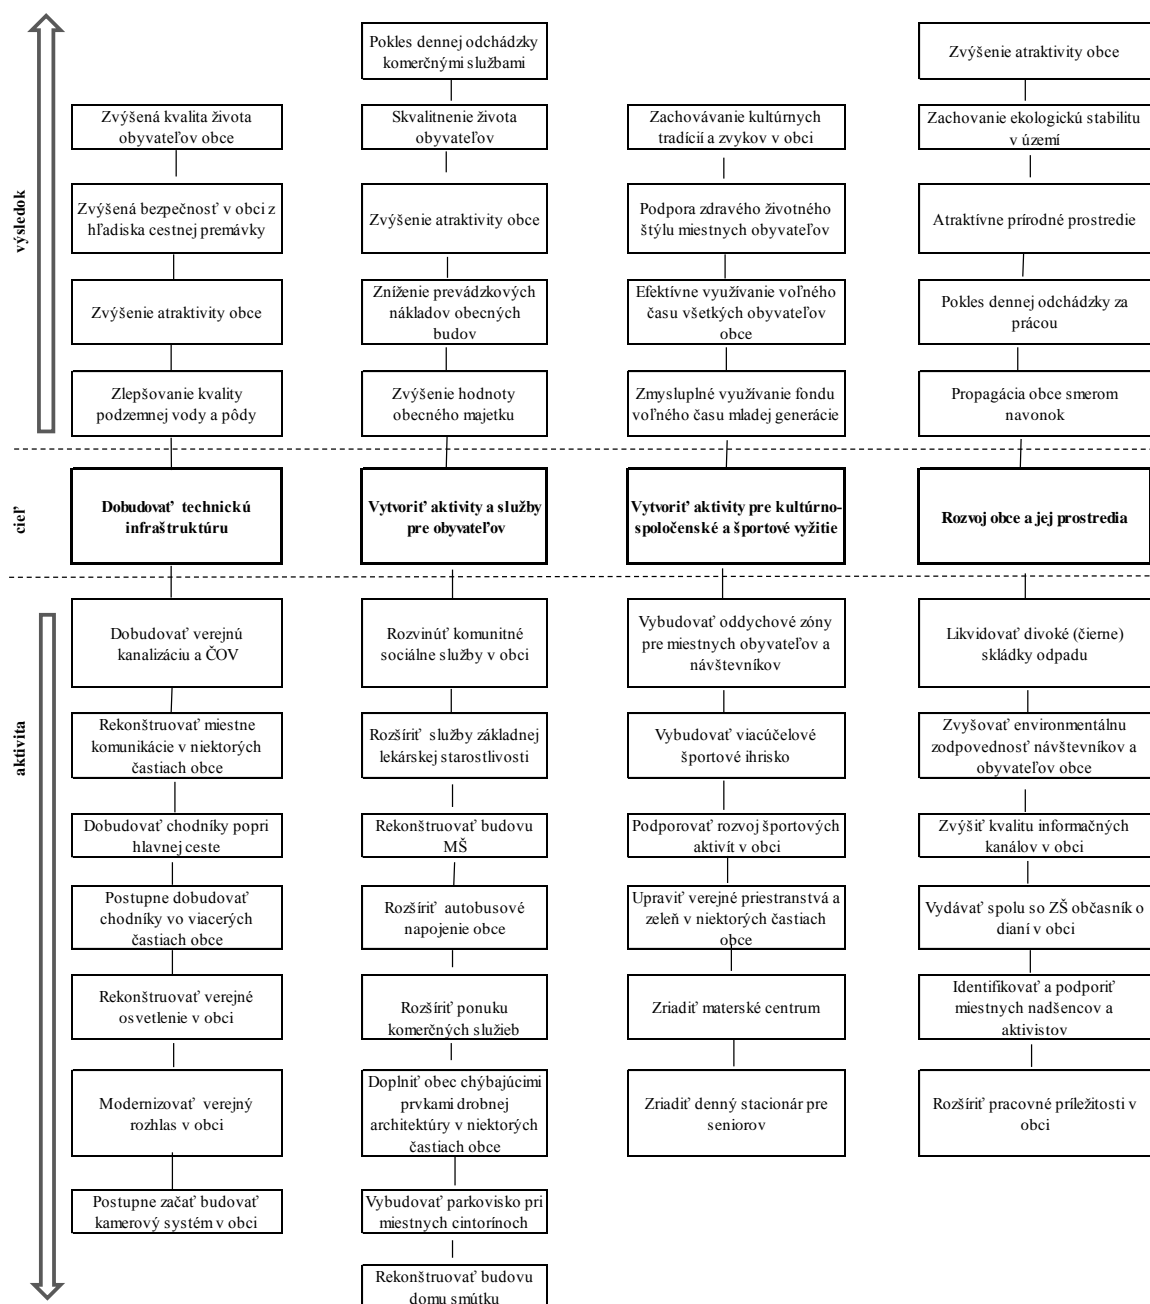 Pokles dennej odchádzky
komerčnými službami
Zvýšenie atraktivity obce
Zvýšená kvalita života
obyvateľov obce
Skvalitnenie života
obyvateľov
Zachovávanie kultúrnych
tradícií a zvykov v obci
Zachovanie ekologickú stabilitu
v území
výsledok
Zvýšená bezpečnosť v obci z
hľadiska cestnej premávky
Zvýšenie atraktivity obce
Podpora zdravého životného
štýlu miestnych obyvateľov
Atraktívne prírodné prostredie
Zvýšenie atraktivity obce
Zníženie prevádzkových
nákladov obecných
budov
Efektívne využívanie voľného
času všetkých obyvateľov
obce
Pokles dennej odchádzky za
prácou
Zlepšovanie kvality
podzemnej vody a pôdy
Zvýšenie hodnoty
obecného majetku
Zmysluplné využívanie fondu
voľného času mladej generácie
Propagácia obce smerom
navonok
cieľ
Dobudovať technickú
infraštruktúru
Vytvoriť aktivity a služby
pre obyvateľov
Vytvoriť aktivity pre kultúrno-
spoločenské a športové vyžitie
Rozvoj obce a jej prostredia
aktivita
Dobudovať verejnú
kanalizáciu a ČOV
Rozvinúť komunitné
sociálne služby v obci
Vybudovať oddychové zóny
pre miestnych obyvateľov a
návštevníkov
Likvidovať divoké (čierne)
skládky odpadu
Rekonštruovať miestne
komunikácie v niektorých
častiach obce
Rozšíriť služby základnej
lekárskej starostlivosti
Vybudovať viacúčelové
športové ihrisko
Zvyšovať environmentálnu
zodpovednosť návštevníkov a
obyvateľov obce
Dobudovať chodníky popri
hlavnej ceste
Rekonštruovať budovu
MŠ
Podporovať rozvoj športových
aktivít v obci
Zvýšiť kvalitu informačných
kanálov v obci
Postupne dobudovať
chodníky vo viacerých
častiach obce
Rozšíriť autobusové
napojenie obce
Upraviť verejné priestranstvá a
zeleň v niektorých častiach
obce
Vydávať spolu so ZŠ občasník o
dianí v obci
Rekonštruovať verejné
osvetlenie v obci
Rozšíriť ponuku
komerčných služieb
Zriadiť materské centrum
Identifikovať a podporiť
miestnych nadšencov a
aktivistov
Modernizovať verejný
rozhlas v obci
Doplniť obec chýbajúcimi
prvkami drobnej
architektúry v niektorých
častiach obce
Zriadiť denný stacionár pre
seniorov
Rozšíriť pracovné príležitosti v
obci
Postupne začať budovať
kamerový systém v obci
Vybudovať parkovisko pri
miestnych cintorínoch
Rekonštruovať budovu
domu smútku